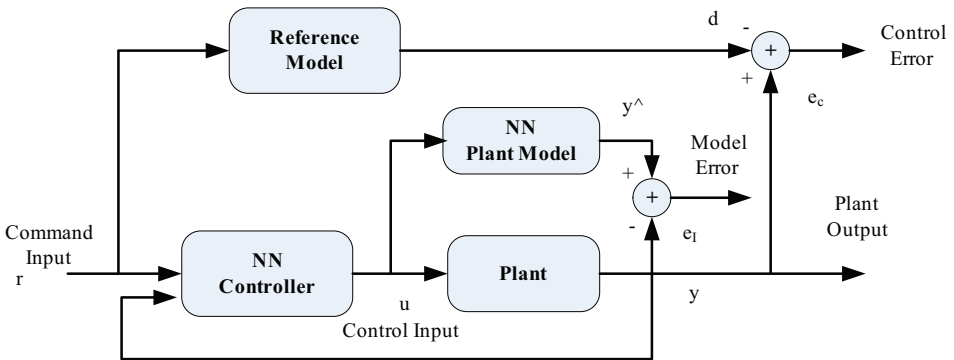 d
-
Control
Error
Reference
Model
+
+
e_c
NN
Plant Model
y^
Model
Error
+
+
-
e_I
Plant
Output
Command
Input
r
NN
Controller
Plant
u
Control Input
y